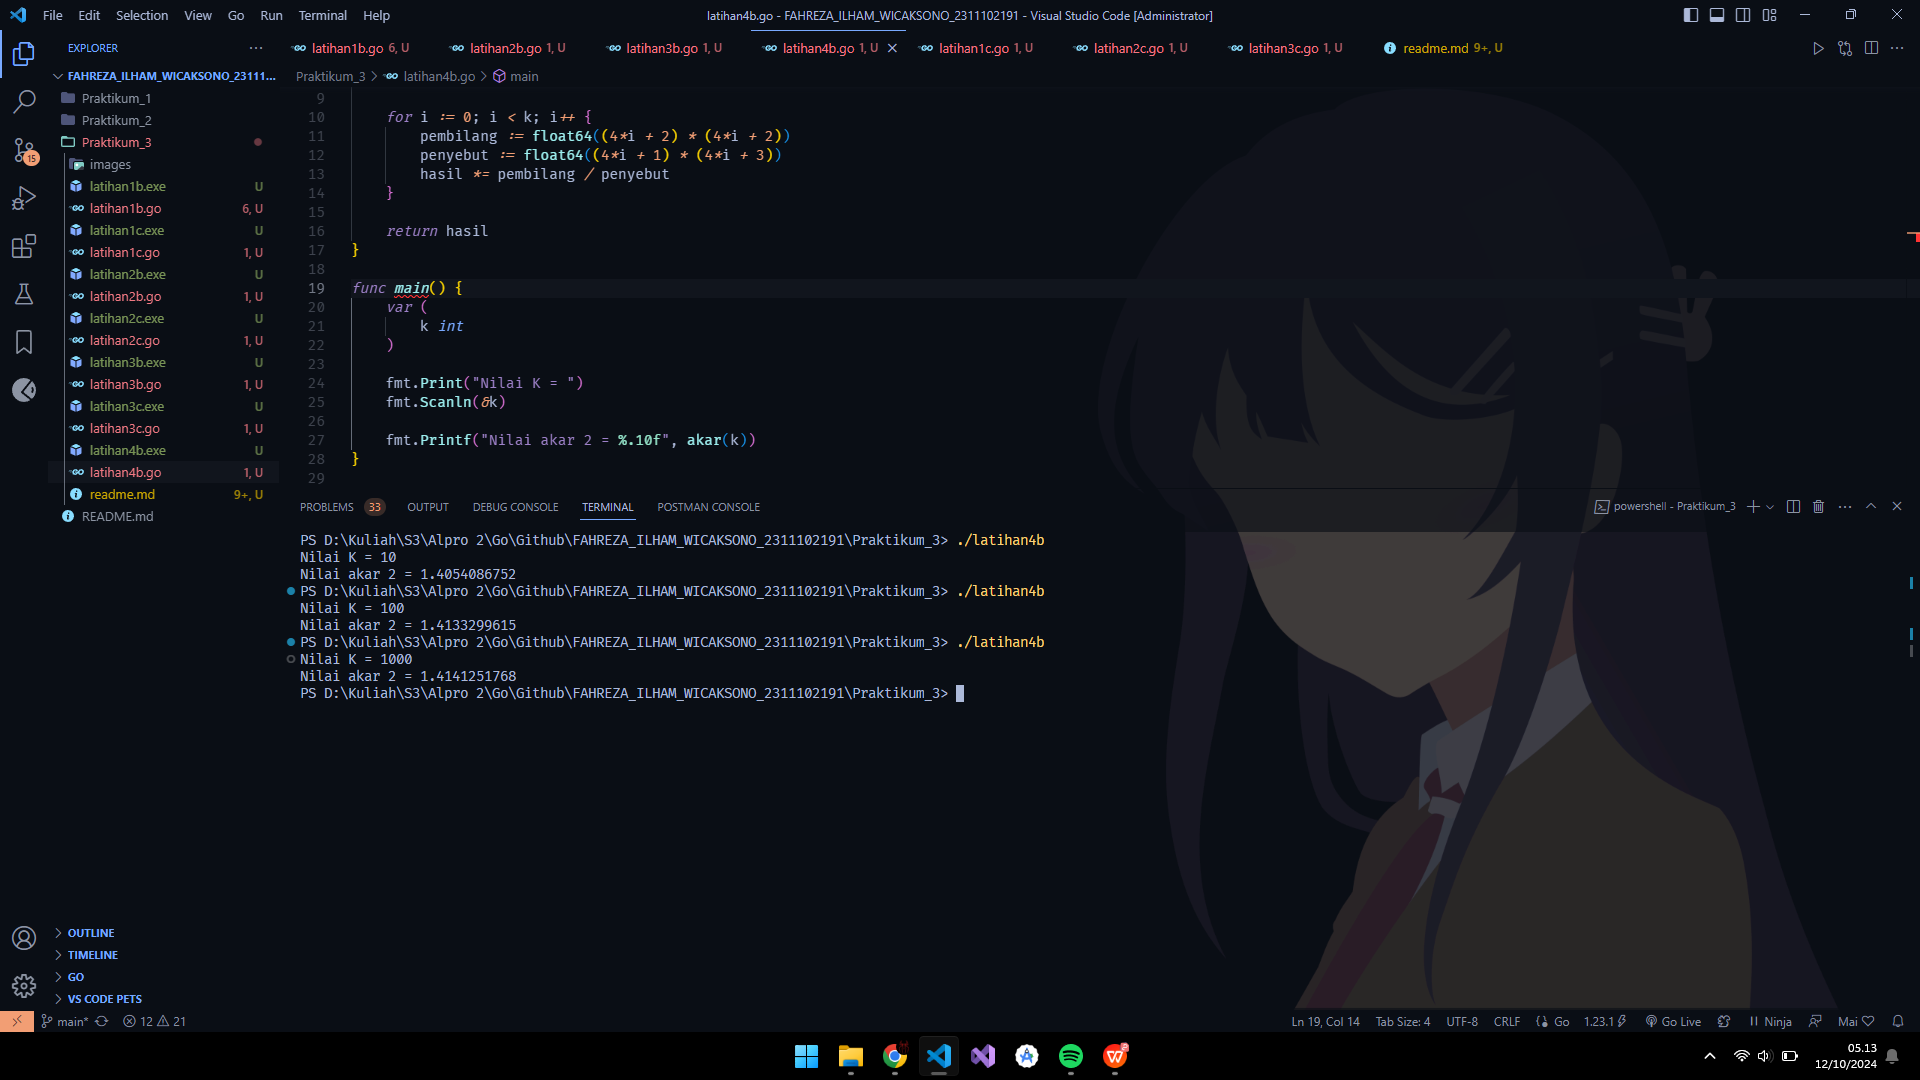 File Edit Selection View Go Run Terminal Help
latihan4b.go - FAHREZA_ILHAM_WICAKSONO_2311102191 - Visual Studio Code [Administrator]
EXPLORER
latihan1b.go 6, U
latihan2b.go 1, U
latihan3b.go 1, U
latihan4b.go 1, U
latihan1c.go 1, U
latihan2c.go 1, U
latihan3c.go 1, U
readme.md 9+, U
FAHREZA_ILHAM_WICAKSONO_23111...
Praktikum_1
Praktikum_2
Praktikum_3
images
latihan1b.exe U
latihan1b.go 6, U
latihan1c.exe U
latihan1c.go 1, U
latihan2b.exe U
latihan2b.go 1, U
latihan2c.exe U
latihan2c.go 1, U
latihan3b.exe U
latihan3b.go 1, U
latihan3c.exe U
latihan3c.go 1, U
latihan4b.exe U
latihan4b.go 1, U
readme.md 9+, U
README.md
15
OUTLINE
TIMELINE
GO
VS CODE PETS
Praktikum_3 > latihan4b.go > main
9
10 for i := 0; i < k; i++ {
11 pembilang := float64((4*i + 2) * (4*i + 2))
12 penyebut := float64((4*i + 1) * (4*i + 3))
13 hasil *= pembilang / penyebut
14 }
15
16 return hasil
17 }
18
19 func main() {
20 var (
21 k int
22 )
23
24 fmt.Print("Nilai K = ")
25 fmt.Scanln(&k)
26
27 fmt.Printf("Nilai akar 2 = %.10f", akar(k))
28 }
29
PROBLEMS 33 OUTPUT DEBUG CONSOLE TERMINAL POSTMAN CONSOLE
powershell - Praktikum_3
PS D:\Kuliah\S3\Alpro 2\Go\Github\FAHREZA_ILHAM_WICAKSONO_2311102191\Praktikum_3> ./latihan4b
Nilai K = 10
Nilai akar 2 = 1.4054086752
PS D:\Kuliah\S3\Alpro 2\Go\Github\FAHREZA_ILHAM_WICAKSONO_2311102191\Praktikum_3> ./latihan4b
Nilai K = 100
Nilai akar 2 = 1.4133299615
PS D:\Kuliah\S3\Alpro 2\Go\Github\FAHREZA_ILHAM_WICAKSONO_2311102191\Praktikum_3> ./latihan4b
Nilai K = 1000
Nilai akar 2 = 1.4141251768
PS D:\Kuliah\S3\Alpro 2\Go\Github\FAHREZA_ILHAM_WICAKSONO_2311102191\Praktikum_3>
main* 12 21
Ln 19, Col 14 Tab Size: 4 UTF-8 CRLF Go 1.23.1 Go Live Ninja Mai
05.13
12/10/2024